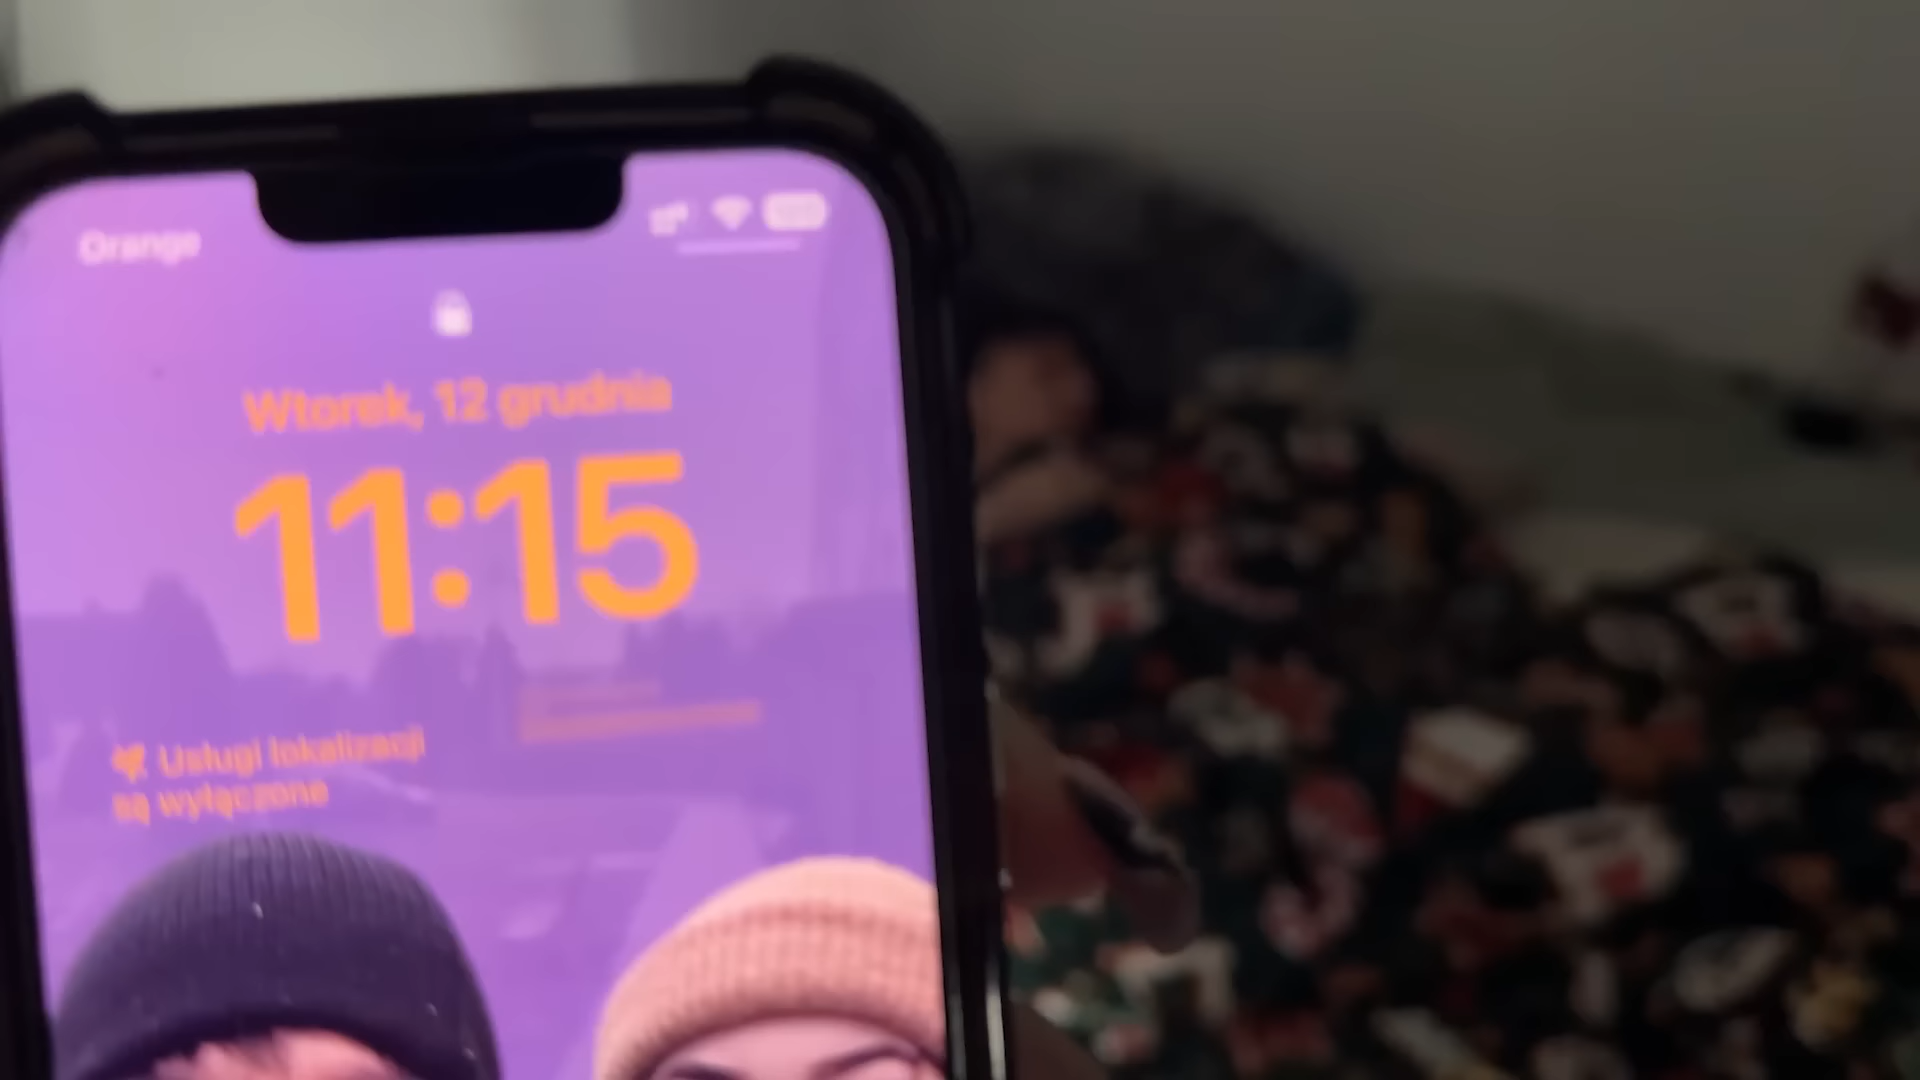 Orange
Wtorek, 12 grudnia
11:15
Usługi lokalizacji
są wyłączone